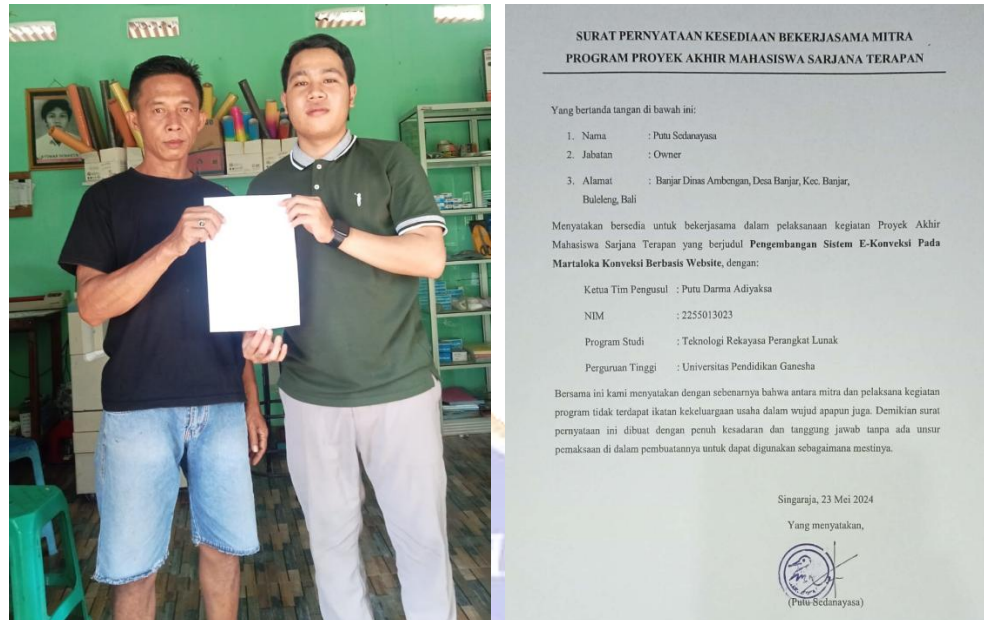 SURAT PERNYATAAN KESEDIAAN BEKERJASAMA MITRA
PROGRAM PROYEK AKHIR MAHASISWA SARJANA TERAPAN
Yang bertanda tangan di bawah ini:
1. Nama : Putu Sedanayasa
2. Jabatan : Owner
3. Alamat : Banjar Dinas Ambengan, Desa Banjar, Kec. Banjar,
Buleleng, Bali
Menyatakan bersedia untuk bekerjasama dalam pelaksanaan kegiatan Proyek Akhir
Mahasiswa Sarjana Terapan yang berjudul Pengembangan Sistem E-Konveksi Pada
Martaloka Konveksi Berbasis Website, dengan:
Ketua Tim Pengusul : Putu Darma Adiyaksa
NIM : 2255013023
Program Studi : Teknologi Rekayasa Perangkat Lunak
Perguruan Tinggi : Universitas Pendidikan Ganesha
Bersama ini kami menyatakan dengan sebenarnya bahwa antara mitra dan pelaksana kegiatan
program tidak terdapat ikatan kekeluargaan usaha dalam wujud apapun juga. Demikian surat
pernyataan ini dibuat dengan penuh kesadaran dan tanggung jawab tanpa ada unsur
pemaksaan di dalam pembuatannya untuk dapat digunakan sebagaimana mestinya.
Singaraja, 23 Mei 2024
Yang menyatakan,
(Putu Sedanayasa)